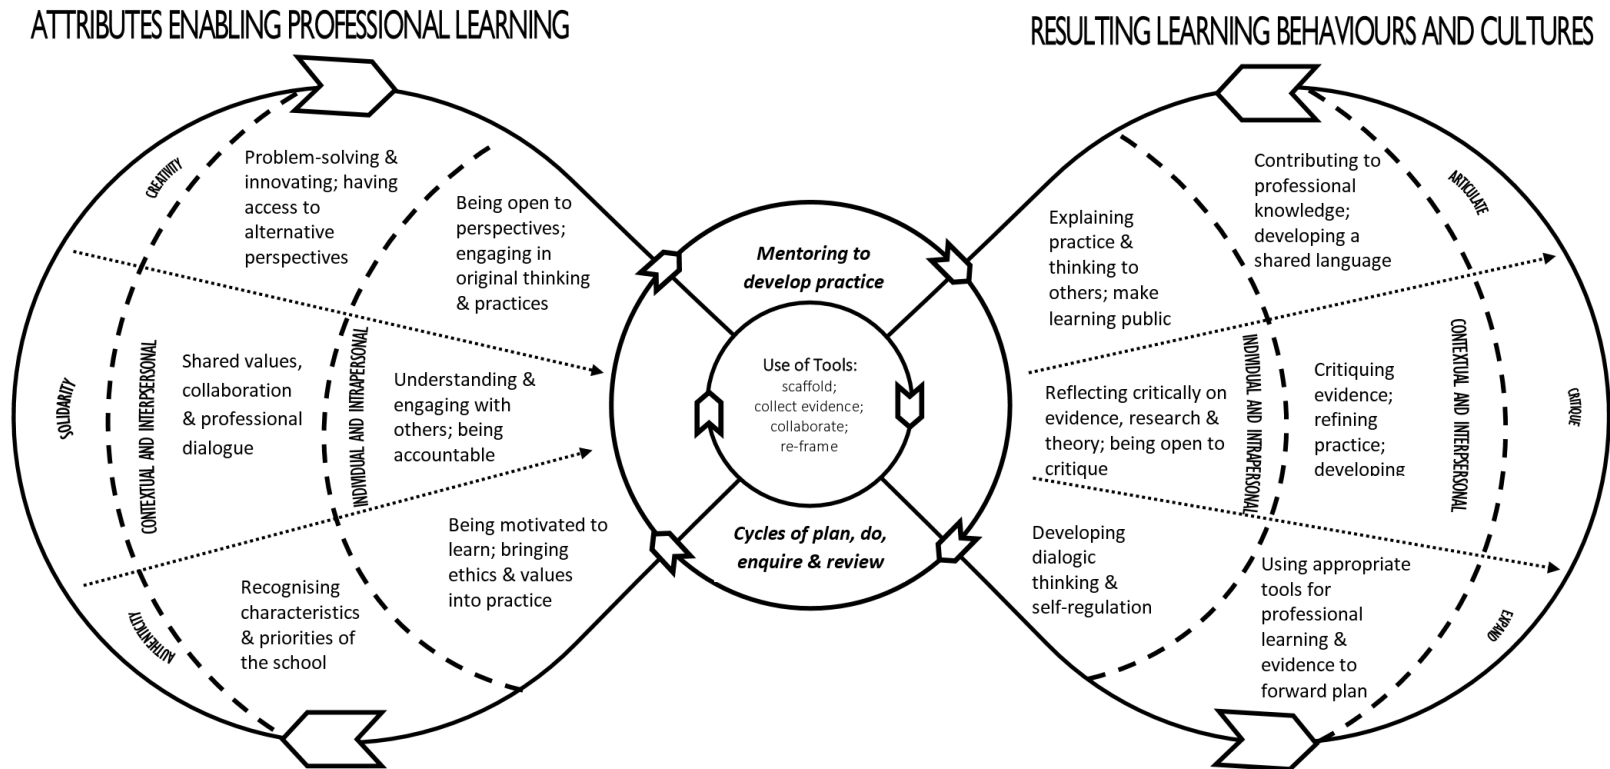 ATTRIBUTES ENABLING PROFESSIONAL LEARNING
RESULTING LEARNING BEHAVIOURS AND CULTURES
CREATIVITY
Problem-solving &
innovating; having
access to
alternative
perspectives
Being open to
perspectives;
engaging in
original thinking
& practices
SOLIDARITY
CONTEXTUAL AND INTERPSERSONAL
Shared values,
collaboration
& professional
dialogue
INDIVIDUAL AND INTRAPERSONAL
Understanding &
engaging with
others; being
accountable
AUTHENTICITY
Recognising
characteristics
& priorities of
the school
Being motivated to
learn; bringing
ethics & values
into practice
Mentoring to
develop practice
Use of Tools:
scaffold;
collect evidence;
collaborate;
re-frame
Cycles of plan, do,
enquire & review
Explaining
practice &
thinking to
others; make
learning public
Contributing to
professional
knowledge;
developing a
shared language
ARTICULATE
Reflecting critically on
evidence, research &
theory; being open to
critique
INDIVIDUAL AND INTRAPERSONAL
Critiquing
evidence;
refining
practice;
developing
CONTEXTUAL AND INTERPSERSONAL
CRITIQUE
Developing
dialogic
thinking &
self-regulation
Using appropriate
tools for
professional
learning &
evidence to
forward plan
EXPAND